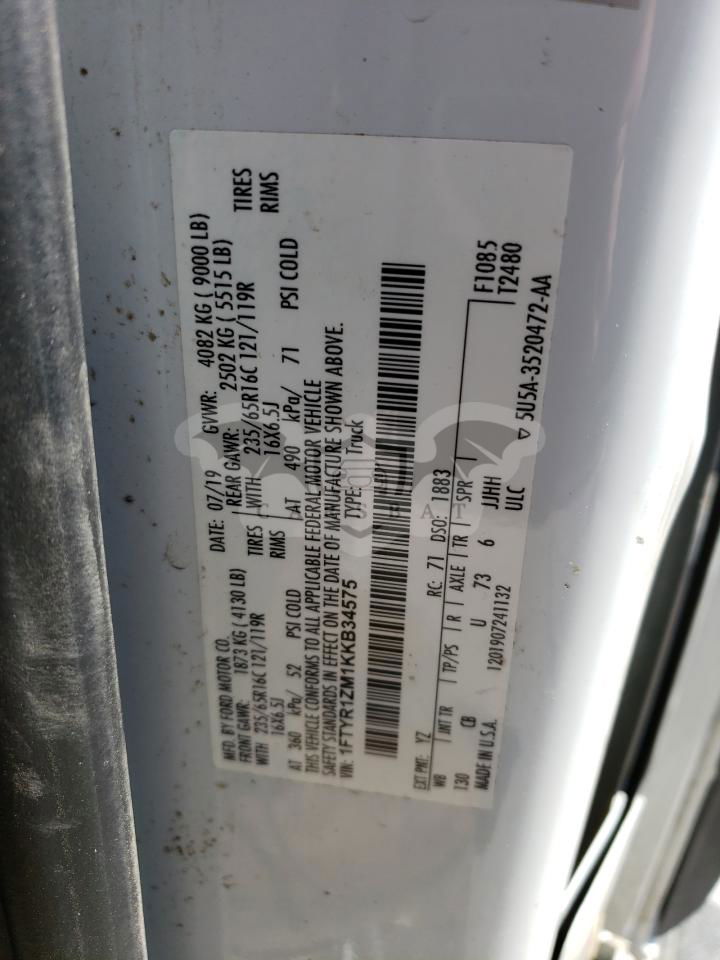 MFD. BY FORD MOTOR CO. DATE: 07/19 GVWR: 4082 KG ( 9000 LB)
FRONT GAWR: 1873 KG ( 4130 LB) REAR GAWR: 2502 KG ( 5515 LB)
WITH 235/65R16C 121/119R TIRES WITH 235/65R16C 121/119R TIRES
16X6.5J RIMS 16X6.5J RIMS
AT 360 kPa/ 52 PSI COLD AT 490 kPa/ 71 PSI COLD
THIS VEHICLE CONFORMS TO ALL APPLICABLE FEDERAL MOTOR VEHICLE
SAFETY STANDARDS IN EFFECT ON THE DATE OF MANUFACTURE SHOWN ABOVE.
VIN: 1FTYR1ZM1KKB34575 TYPE: Truck
EXT PNT: YZ RC: 71 DSO: 1883 F1085
WB INT TR TP/PS R AXLE TR SPR T2480
130 CB U 73 6 JJHH
MADE IN U.S.A. 1201907241132 ULC ▽ 5U5A-3520472-AA